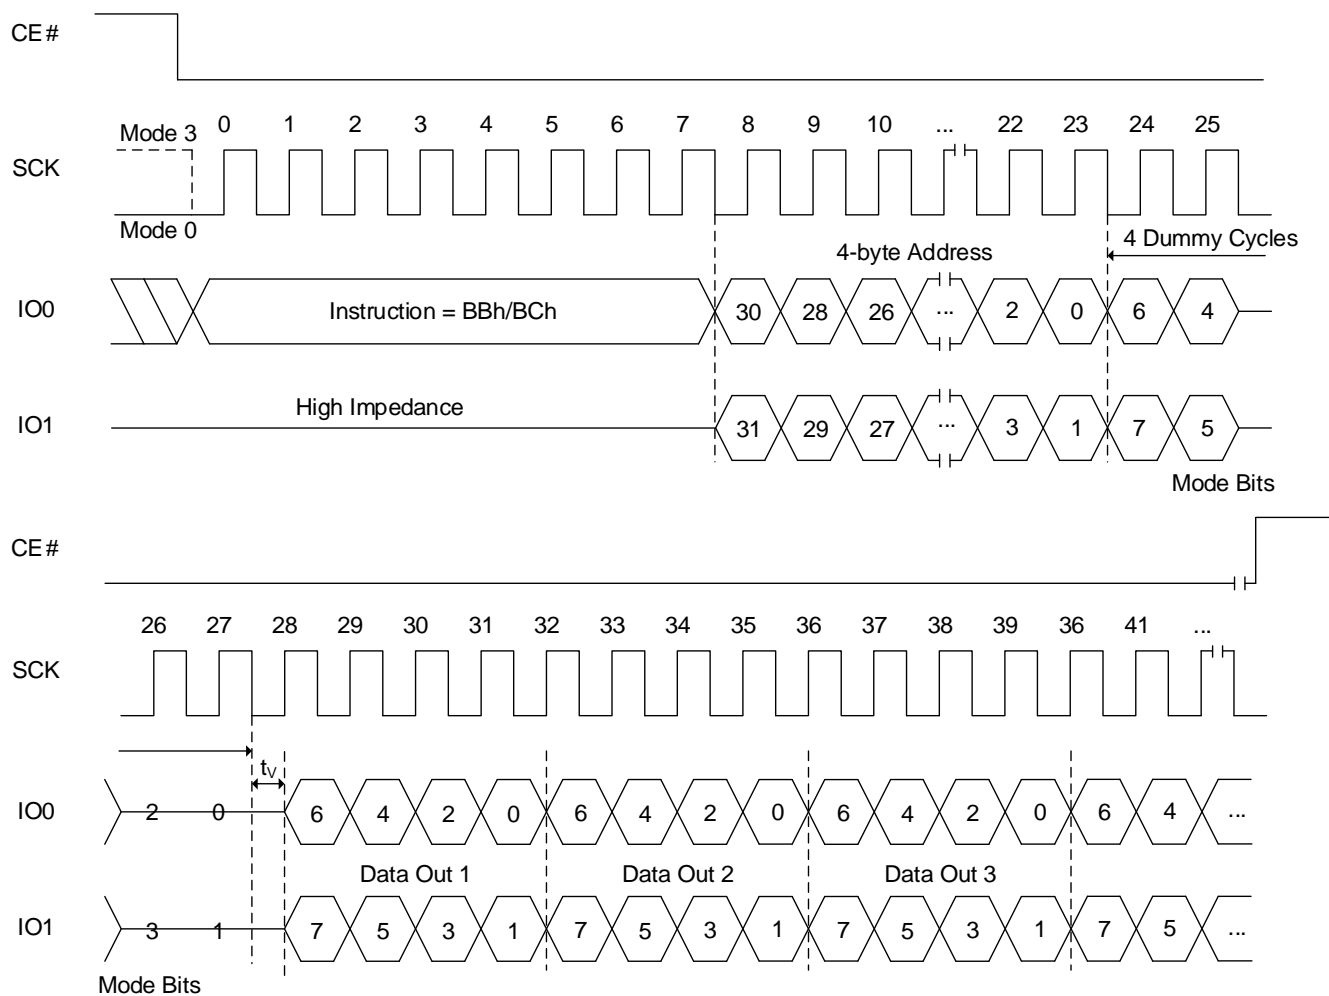 CE#
Mode 3 0 1 2 3 4 5 6 7 8 9 10 ... 22 23 24 25
SCK
Mode 0
4-byte Address 4 Dummy Cycles
IO0 Instruction = BBh/BCh 30 28 26 ... 2 0 6 4
High Impedance
IO1 31 29 27 ... 3 1 7 5
Mode Bits
CE#
26 27 28 29 30 31 32 33 34 35 36 37 38 39 36 41 ...
SCK
tV
IO0 2 0 6 4 2 0 6 4 2 0 6 4 2 0 6 4 ...
Data Out 1 Data Out 2 Data Out 3
IO1 3 1 7 5 3 1 7 5 3 1 7 5 3 1 7 5 ...
Mode Bits